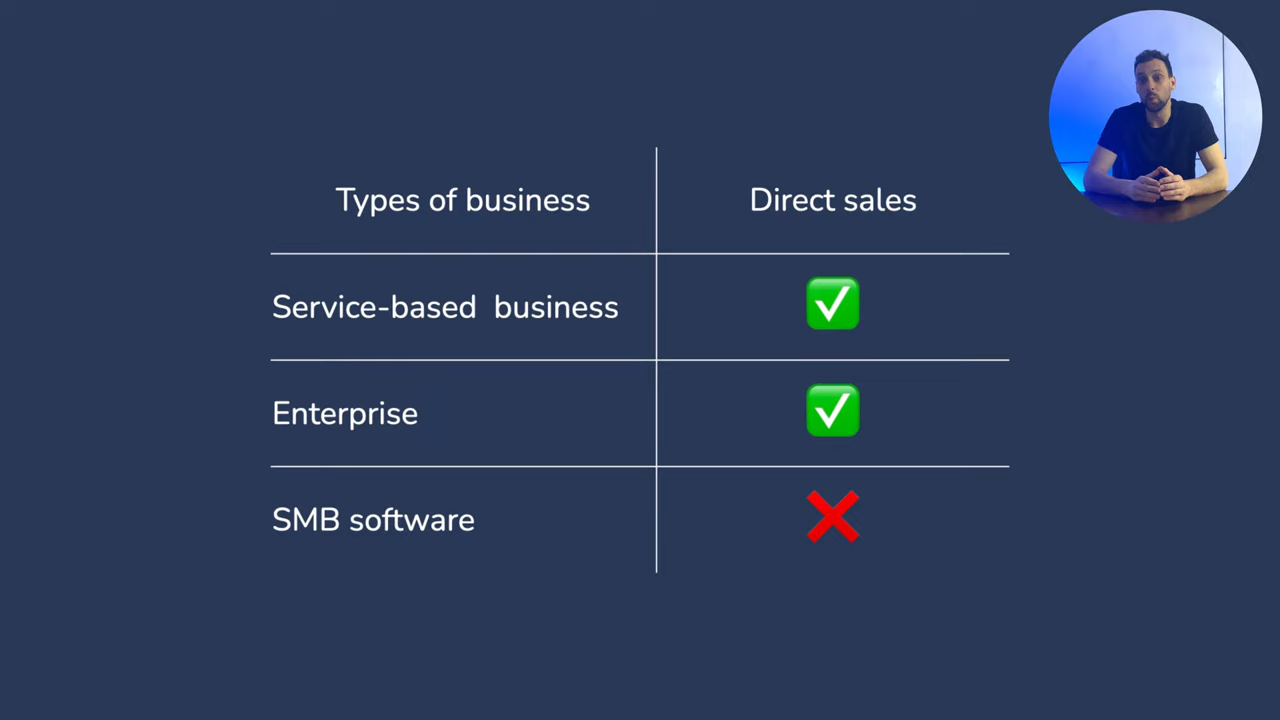 Types of business
Direct sales
Service-based business
✅
Enterprise
✅
SMB software
❌